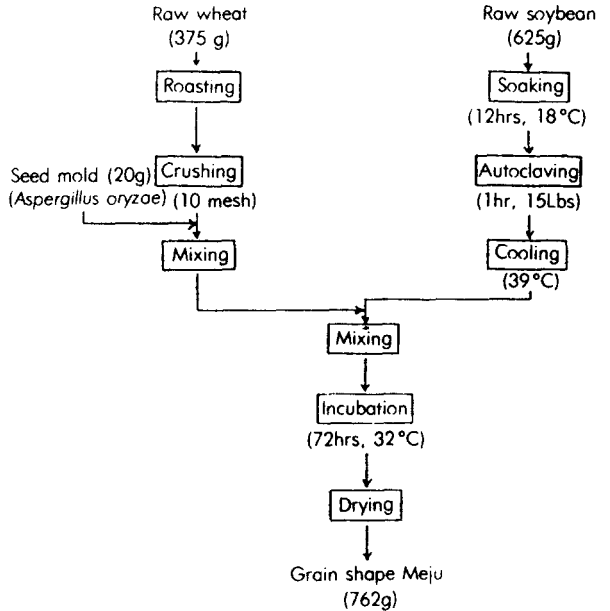 Raw wheat
(375 g)
Roasting
Crushing
(10 mesh)
Seed mold (20g)
(Aspergillus oryzae)
Mixing
Raw soybean
(625g)
Soaking
(12hrs, 18°C)
Autoclaving
(1hr, 15Lbs)
Cooling
(39°C)
Mixing
Incubation
(72hrs, 32°C)
Drying
Grain shape Meju
(762g)